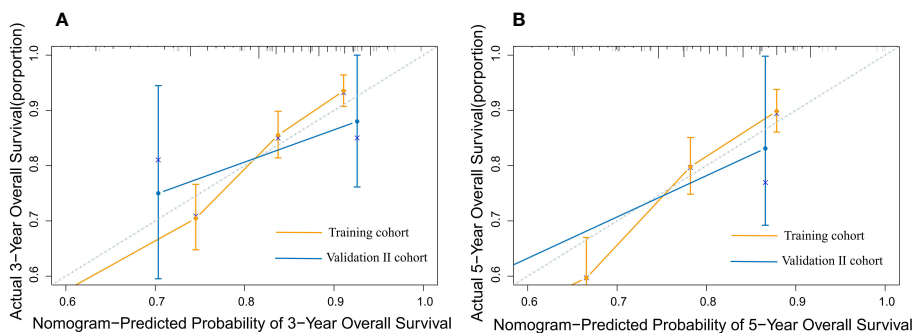 A
Actual 3−Year Overall Survival(porportion)
1.0
0.9
0.8
0.7
0.6
Training cohort
Validation II cohort
0.6 0.7 0.8 0.9 1.0
Nomogram−Predicted Probability of 3−Year Overall Survival
B
Actual 5−Year Overall Survival(porportion)
1.0
0.9
0.8
0.7
0.6
Training cohort
Validation II cohort
0.6 0.7 0.8 0.9 1.0
Nomogram−Predicted Probability of 5−Year Overall Survival